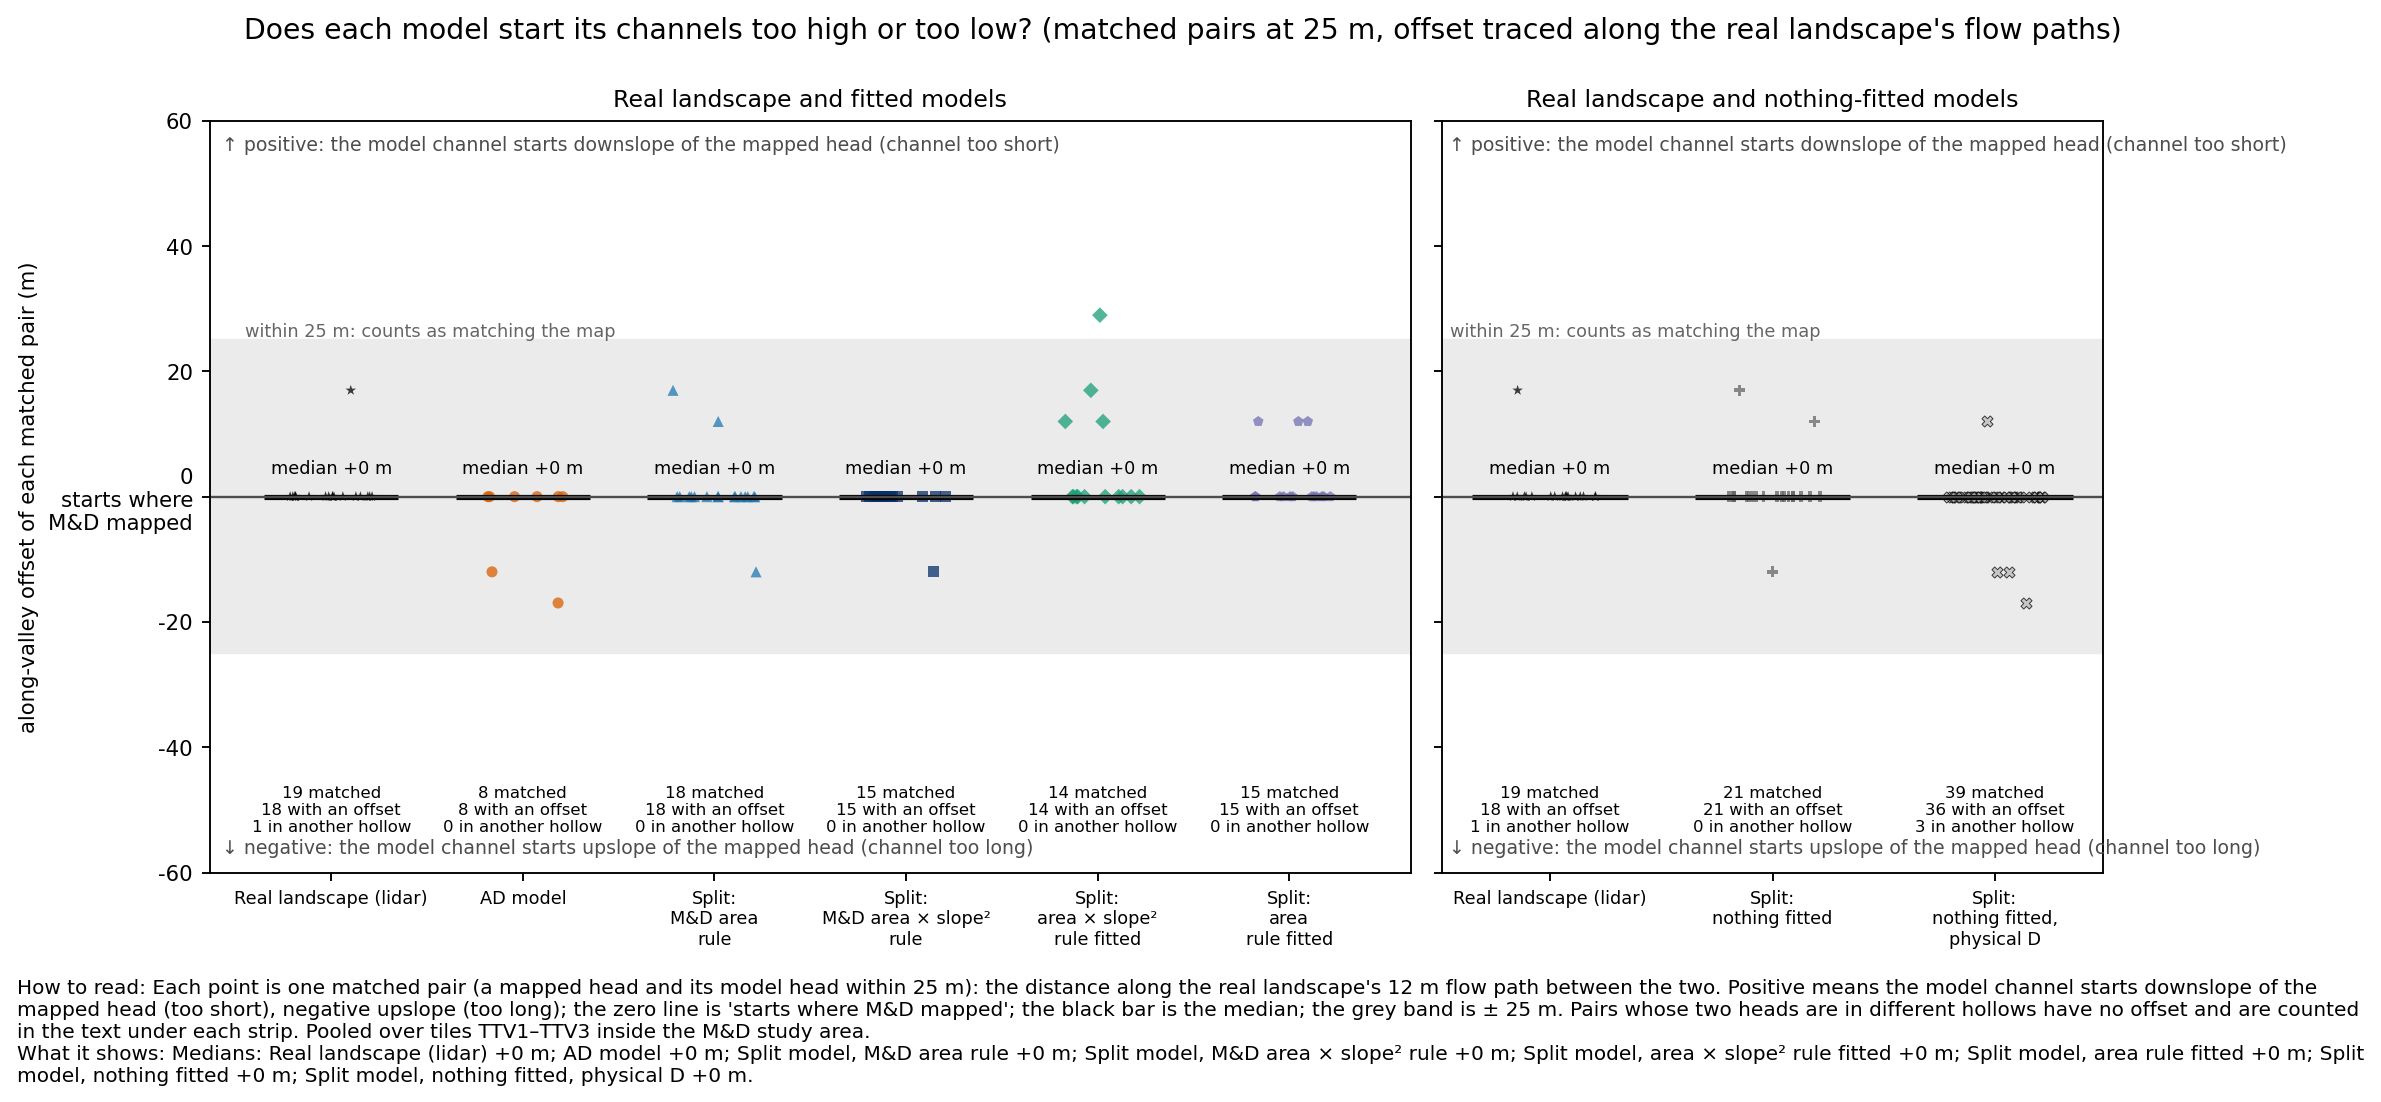 Does each model start its channels too high or too low? (matched pairs at 25 m, offset traced along the real landscape's flow paths)
Real landscape and fitted models
Real landscape and nothing-fitted models
along-valley offset of each matched pair (m)
60
40
20
0
starts where
M&D mapped
-20
-40
-60
↑ positive: the model channel starts downslope of the mapped head (channel too short)
within 25 m: counts as matching the map
median +0 m
median +0 m
median +0 m
median +0 m
median +0 m
median +0 m
19 matched
18 with an offset
1 in another hollow
8 matched
8 with an offset
0 in another hollow
18 matched
18 with an offset
0 in another hollow
15 matched
15 with an offset
0 in another hollow
14 matched
14 with an offset
0 in another hollow
15 matched
15 with an offset
0 in another hollow
↓ negative: the model channel starts upslope of the mapped head (channel too long)
Real landscape (lidar)
AD model
Split:
M&D area
rule
Split:
M&D area × slope²
rule
Split:
area × slope²
rule fitted
Split:
area
rule fitted
↑ positive: the model channel starts downslope of the mapped head (channel too short)
within 25 m: counts as matching the map
median +0 m
median +0 m
median +0 m
19 matched
18 with an offset
1 in another hollow
21 matched
21 with an offset
0 in another hollow
39 matched
36 with an offset
3 in another hollow
↓ negative: the model channel starts upslope of the mapped head (channel too long)
Real landscape (lidar)
Split:
nothing fitted
Split:
nothing fitted,
physical D
How to read: Each point is one matched pair (a mapped head and its model head within 25 m): the distance along the real landscape's 12 m flow path between the two. Positive means the model channel starts downslope of the
mapped head (too short), negative upslope (too long); the zero line is 'starts where M&D mapped'; the black bar is the median; the grey band is ± 25 m. Pairs whose two heads are in different hollows have no offset and are counted
in the text under each strip. Pooled over tiles TTV1–TTV3 inside the M&D study area.
What it shows: Medians: Real landscape (lidar) +0 m; AD model +0 m; Split model, M&D area rule +0 m; Split model, M&D area × slope² rule +0 m; Split model, area × slope² rule fitted +0 m; Split model, area rule fitted +0 m; Split
model, nothing fitted +0 m; Split model, nothing fitted, physical D +0 m.